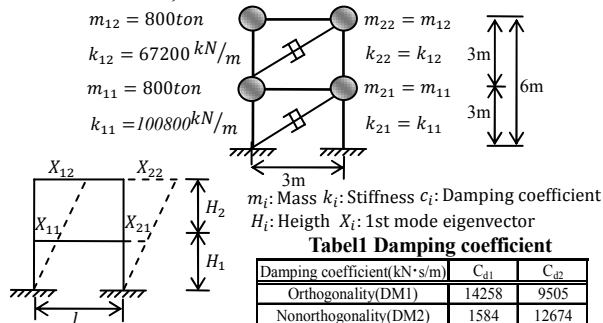 m₁₂ = 800ton
m₂₂ = m₁₂
k₁₂ = 67200 kN/m
k₂₂ = k₁₂
3m
m₁₁ = 800ton
m₂₁ = m₁₁
6m
k₁₁ =100800kN/m
k₂₁ = k₁₁
3m
3m
X₁₂ X₂₂
X₁₁ X₂₁
H₂
H₁
l
mᵢ: Mass kᵢ: Stiffness cᵢ: Damping coefficient
Hᵢ: Heigth Xᵢ: 1st mode eigenvector
Tabel1 Damping coefficient
Damping coefficient(kN・s/m) Cd1 Cd2
Orthogonality(DM1) 14258 9505
Nonorthogonality(DM2) 1584 12674